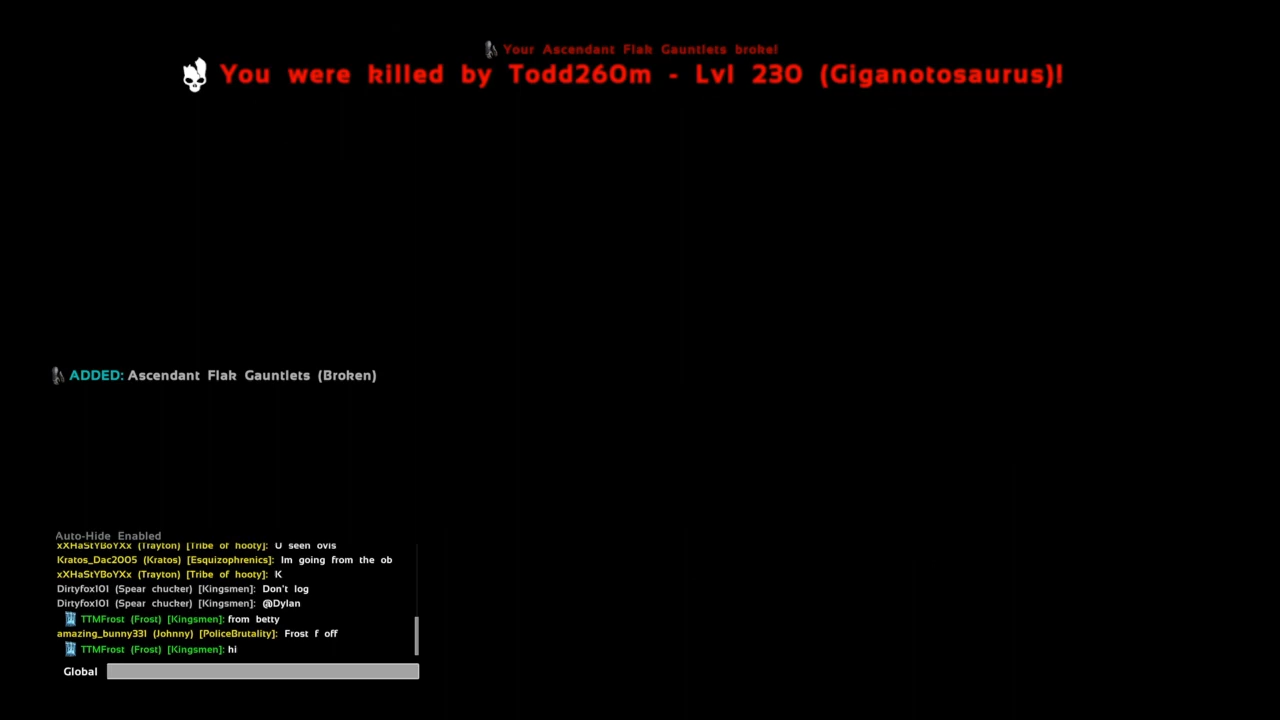 Your Ascendant Flak Gauntlets broke!
You were killed by Todd260m - Lvl 230 (Giganotosaurus)!
ADDED: Ascendant Flak Gauntlets (Broken)
Auto-Hide Enabled
xXHaStYBoYXx (Trayton) [Tribe of hooty]: U seen ovis
Kratos_Dac2005 (Kratos) [Esquizophrenics]: Im going from the ob
xXHaStYBoYXx (Trayton) [Tribe of hooty]: K
Dirtyfox101 (Spear chucker) [Kingsmen]: Don't log
Dirtyfox101 (Spear chucker) [Kingsmen]: @Dylan
TTMFrost (Frost) [Kingsmen]: from betty
amazing_bunny331 (Johnny) [PoliceBrutality]: Frost f off
TTMFrost (Frost) [Kingsmen]: hi
Global